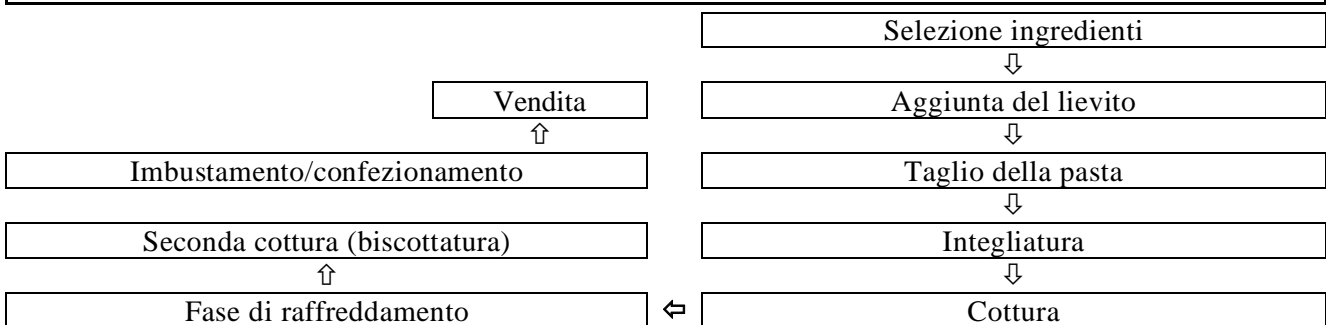 Selezione ingredienti
⇩
Vendita
Aggiunta del lievito
⇧
⇩
Imbustamento/confezionamento
Taglio della pasta
⇩
Seconda cottura (biscottatura)
Integliatura
⇧
⇩
Fase di raffreddamento
⇦
Cottura